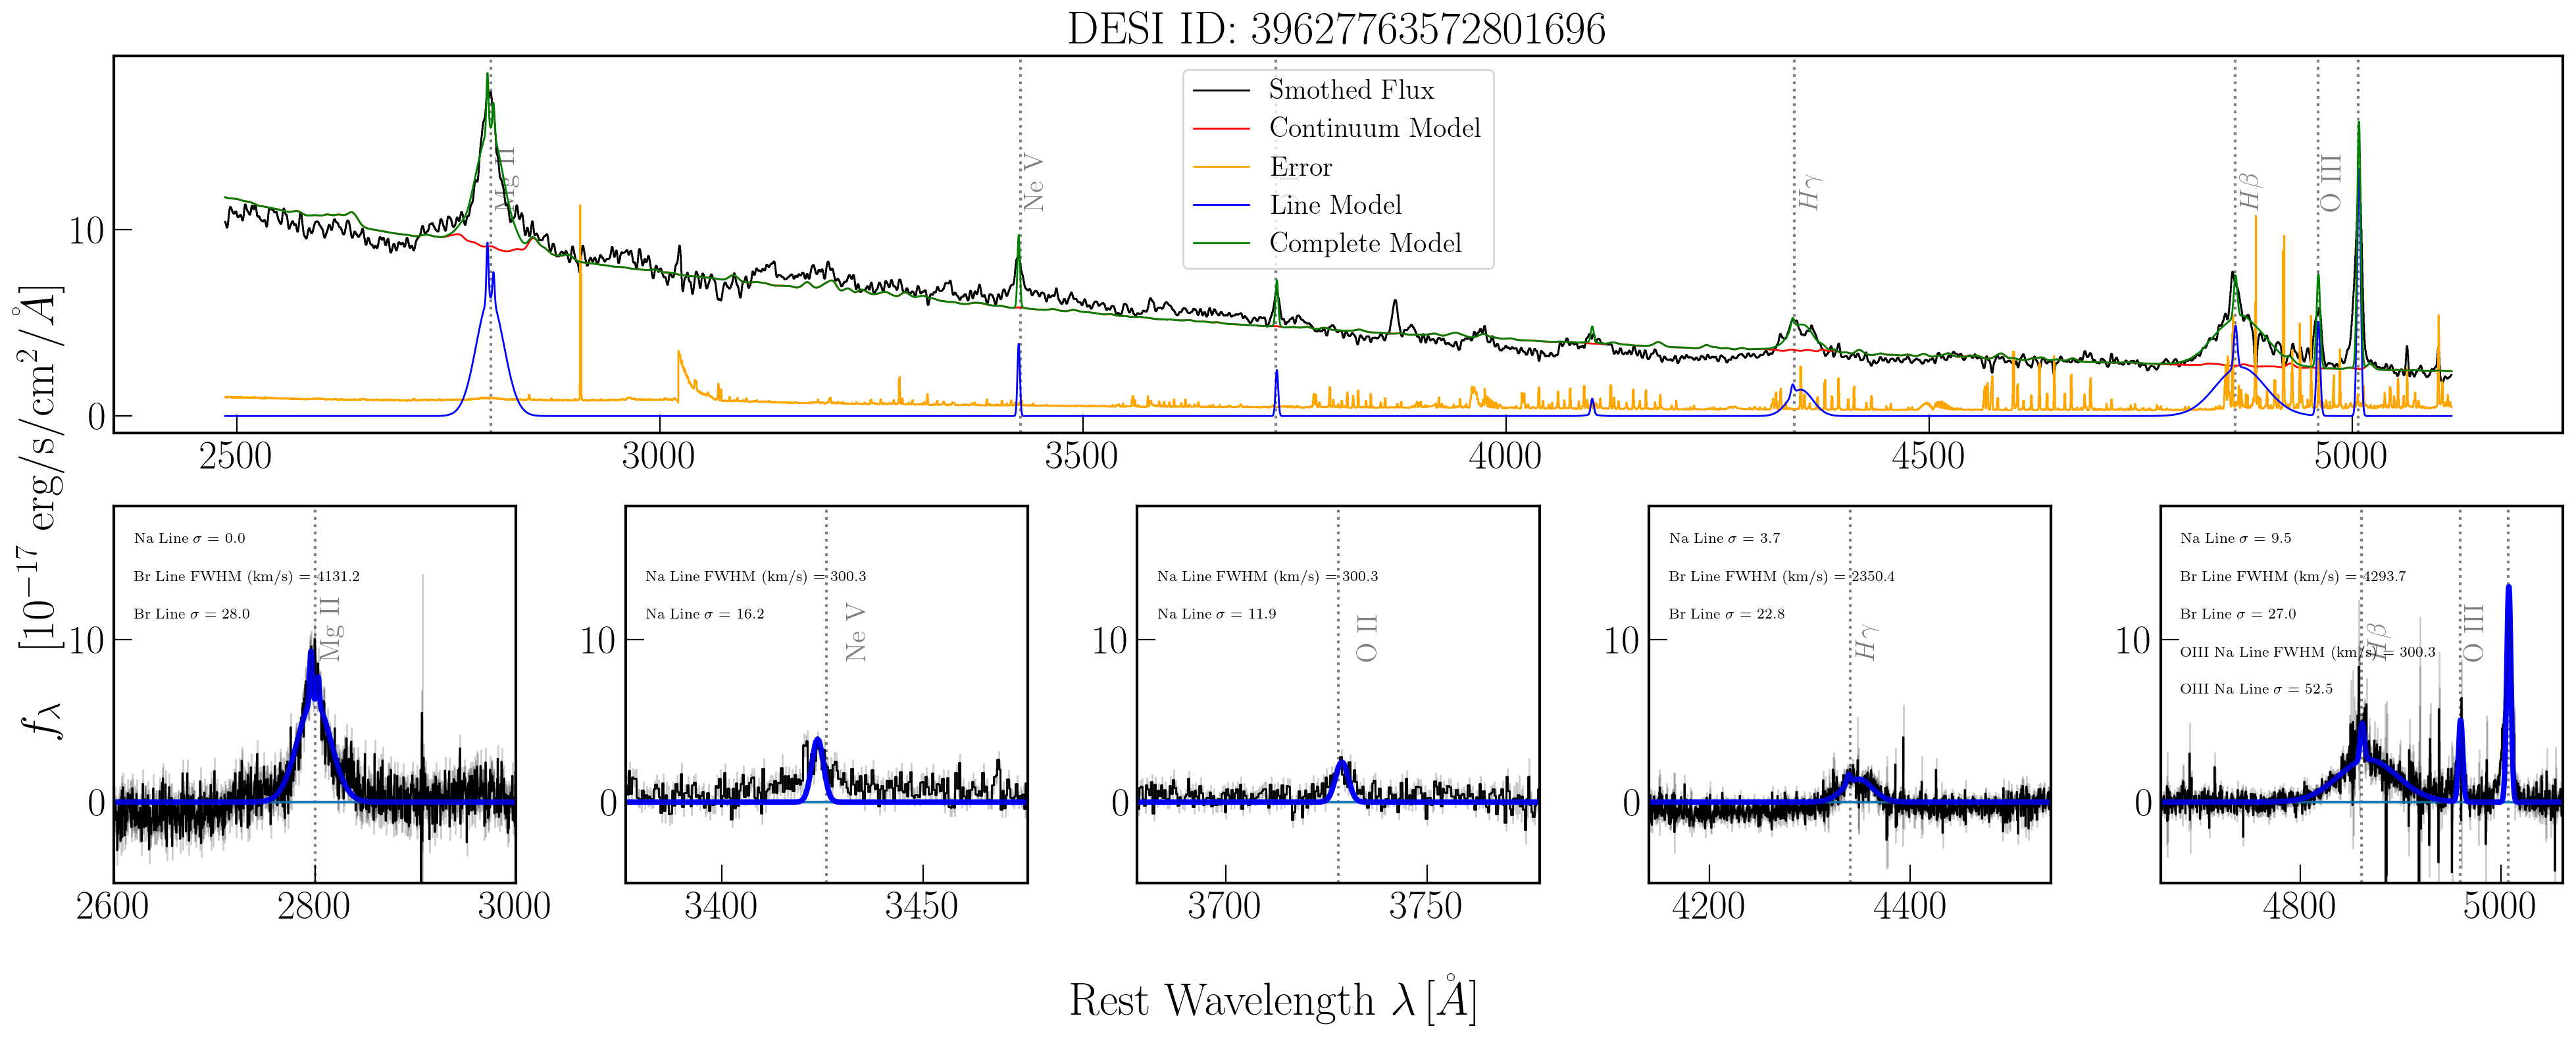 DESI ID: 39627763572801696
Smothed Flux
Continuum Model
Error
Line Model
Complete Model
Mg II
Ne V
Hγ
Hβ
O III
10
0
2500
3000
3500
4000
4500
5000
f_λ [10^−17 erg/s/cm^2/Å]
Na Line σ = 0.0
Br Line FWHM (km/s) = 4131.2
Br Line σ = 28.0
Mg II
10
0
2600
2800
3000
Na Line FWHM (km/s) = 300.3
Na Line σ = 16.2
Ne V
10
0
3400
3450
Na Line FWHM (km/s) = 300.3
Na Line σ = 11.9
O II
10
0
3700
3750
Na Line σ = 3.7
Br Line FWHM (km/s) = 2350.4
Br Line σ = 22.8
Hγ
10
0
4200
4400
Na Line σ = 9.5
Br Line FWHM (km/s) = 4293.7
Br Line σ = 27.0
OIII Na Line FWHM (km/s) = 300.3
OIII Na Line σ = 52.5
Hβ
O III
10
0
4800
5000
Rest Wavelength λ [Å]